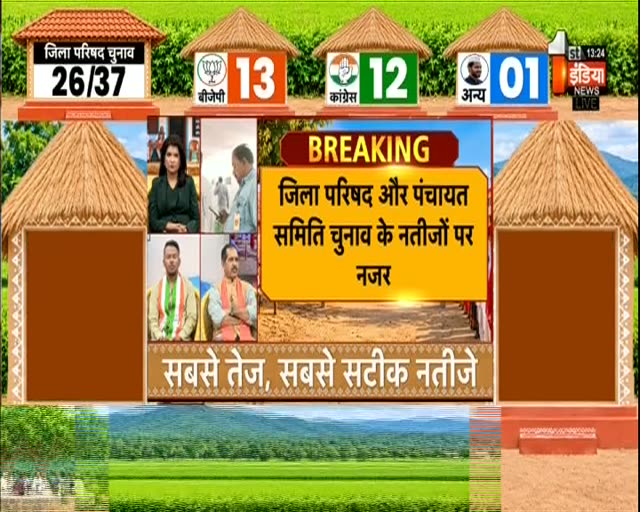 जिला परिषद चुनाव
26/37
बीजेपी 13
कांग्रेस 12
अन्य 01
1st 13:24
इंडिया
NEWS
LIVE
BREAKING
जिला परिषद और पंचायत
समिति चुनाव के नतीजों पर
नजर
सबसे तेज, सबसे सटीक नतीजे